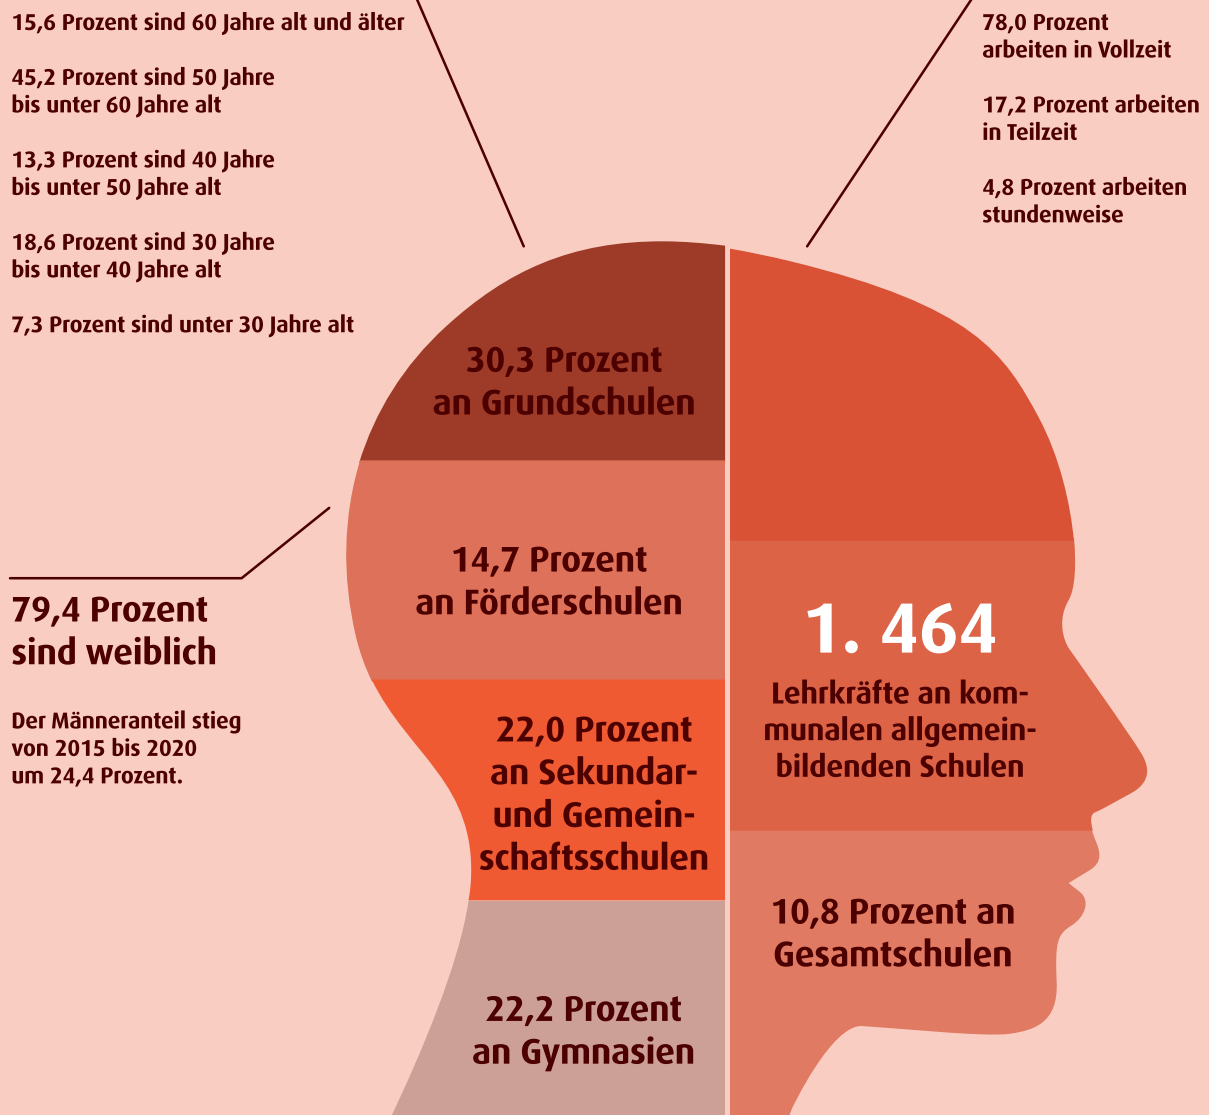 15,6 Prozent sind 60 Jahre alt und älter
45,2 Prozent sind 50 Jahre
bis unter 60 Jahre alt
13,3 Prozent sind 40 Jahre
bis unter 50 Jahre alt
18,6 Prozent sind 30 Jahre
bis unter 40 Jahre alt
7,3 Prozent sind unter 30 Jahre alt
78,0 Prozent
arbeiten in Vollzeit
17,2 Prozent arbeiten
in Teilzeit
4,8 Prozent arbeiten
stundenweise
30,3 Prozent
an Grundschulen
14,7 Prozent
an Förderschulen
79,4 Prozent
sind weiblich
Der Männeranteil stieg
von 2015 bis 2020
um 24,4 Prozent.
22,0 Prozent
an Sekundar-
und Gemein-
schaftsschulen
22,2 Prozent
an Gymnasien
1. 464
Lehrkräfte an kom-
munalen allgemein-
bildenden Schulen
10,8 Prozent an
Gesamtschulen